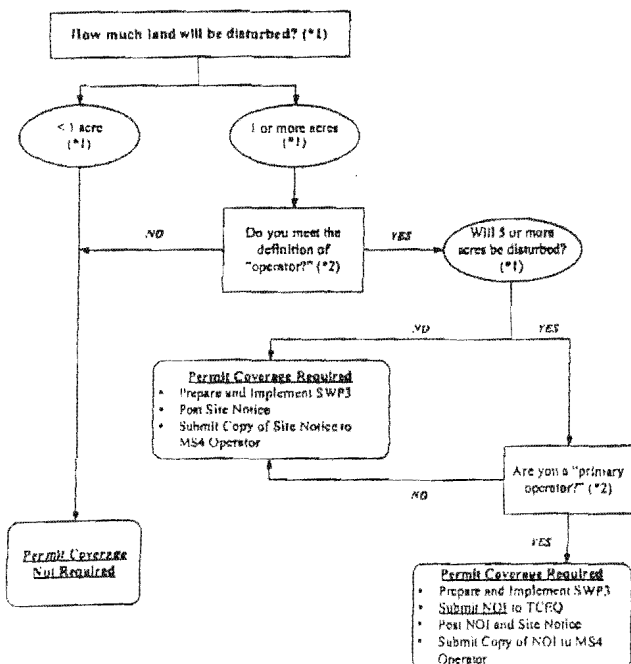 How much land will be disturbed? (*1)
< 1 acre
(*1)
1 or more acres
(*1)
NO
Do you meet the
definition of
"operator?" (*2)
YES
Will 5 or more
acres be disturbed?
(*1)
NO
YES
Permit Coverage Required
• Prepare and Implement SWP3
• Post Site Notice
• Submit Copy of Site Notice to
MS4 Operator
Are you a "primary
operator?" (*2)
NO
YES
Permit Coverage
Not Required
Permit Coverage Required
• Prepare and Implement SWP3
• Submit NOI to TCEQ
• Post NOI and Site Notice
• Submit Copy of NOI to MS4
Operator